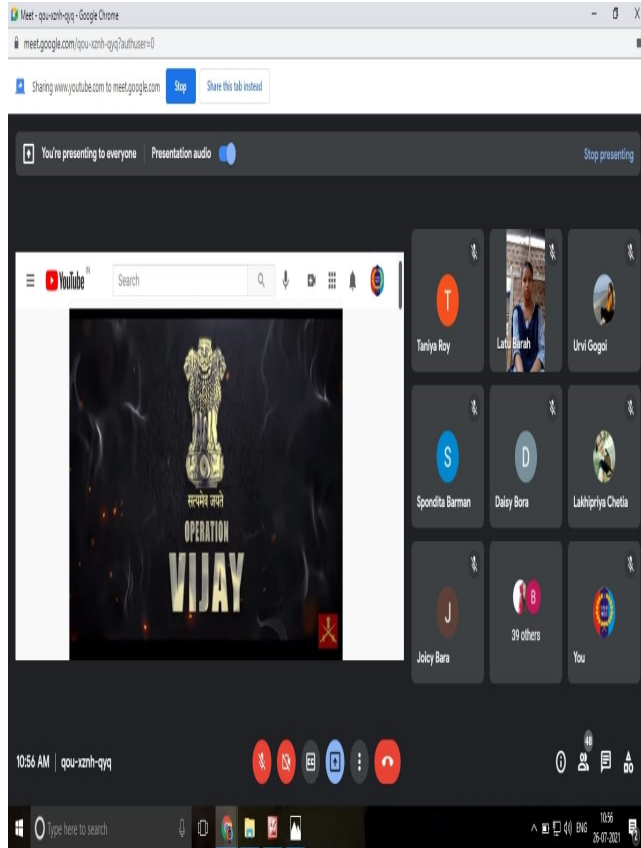 Meet - qou-xznh-qyq - Google Chrome
meet.google.com/qou-xznh-qyq?authuser=0
Sharing www.youtube.com to meet.google.com Stop Share this tab instead
You're presenting to everyone Presentation audio Stop presenting
YouTube IN Search
सत्यमेव जयते
OPERATION
VIJAY
T
Taniya Roy
Latu Barah
Urvi Gogoi
S
Spondita Barman
D
Daisy Bora
Lakhipriya Chetia
J
Joicy Bara
B
39 others
You
10:56 AM | qou-xznh-qyq
48
Type here to search
ENG
10:56
26-07-2021
2